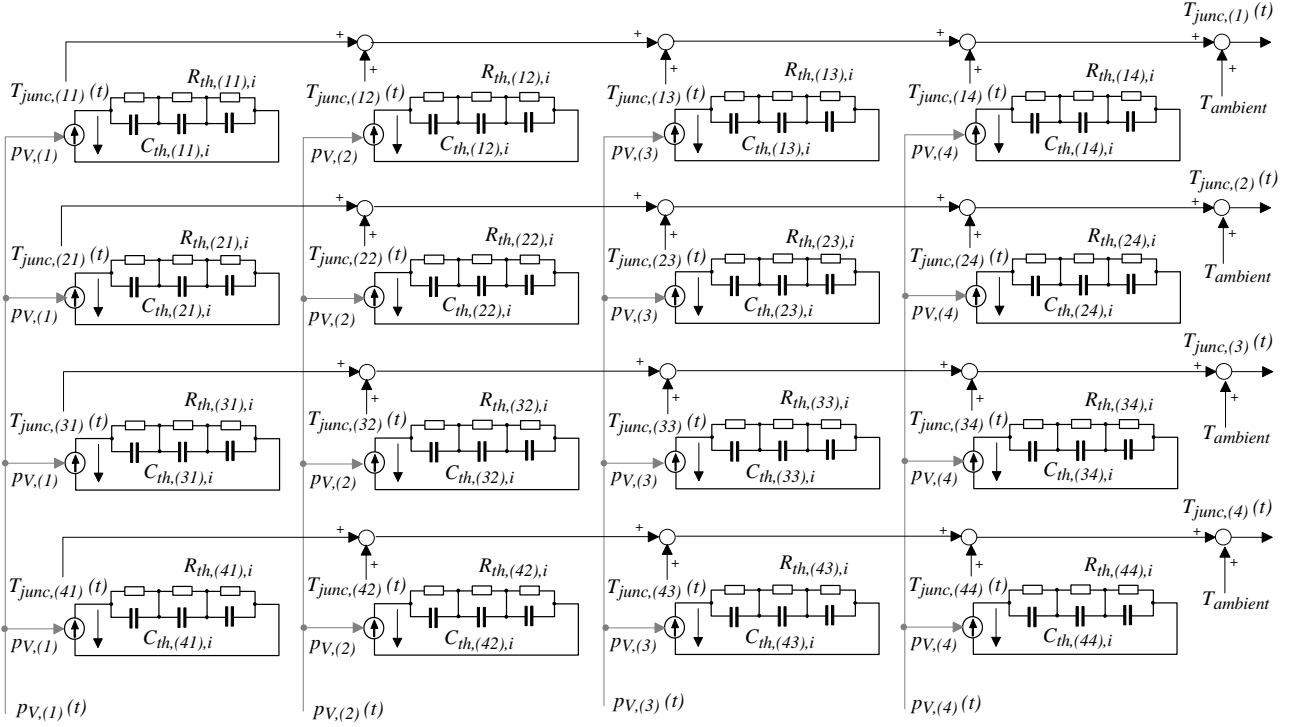 T_junc,(1) (t)
+ + + +
R_th,(11),i + R_th,(12),i + R_th,(13),i + R_th,(14),i +
T_junc,(11) (t) T_junc,(12) (t) T_junc,(13) (t) T_junc,(14) (t) T_ambient
p_V,(1) C_th,(11),i p_V,(2) C_th,(12),i p_V,(3) C_th,(13),i p_V,(4) C_th,(14),i
T_junc,(2) (t)
+ + + +
R_th,(21),i + R_th,(22),i + R_th,(23),i + R_th,(24),i +
T_junc,(21) (t) T_junc,(22) (t) T_junc,(23) (t) T_junc,(24) (t) T_ambient
p_V,(1) C_th,(21),i p_V,(2) C_th,(22),i p_V,(3) C_th,(23),i p_V,(4) C_th,(24),i
T_junc,(3) (t)
+ + + +
R_th,(31),i + R_th,(32),i + R_th,(33),i + R_th,(34),i +
T_junc,(31) (t) T_junc,(32) (t) T_junc,(33) (t) T_junc,(34) (t) T_ambient
p_V,(1) C_th,(31),i p_V,(2) C_th,(32),i p_V,(3) C_th,(33),i p_V,(4) C_th,(34),i
T_junc,(4) (t)
+ + + +
R_th,(41),i + R_th,(42),i + R_th,(43),i + R_th,(44),i +
T_junc,(41) (t) T_junc,(42) (t) T_junc,(43) (t) T_junc,(44) (t) T_ambient
p_V,(1) C_th,(41),i p_V,(2) C_th,(42),i p_V,(3) C_th,(43),i p_V,(4) C_th,(44),i
p_V,(1) (t) p_V,(2) (t) p_V,(3) (t) p_V,(4) (t)